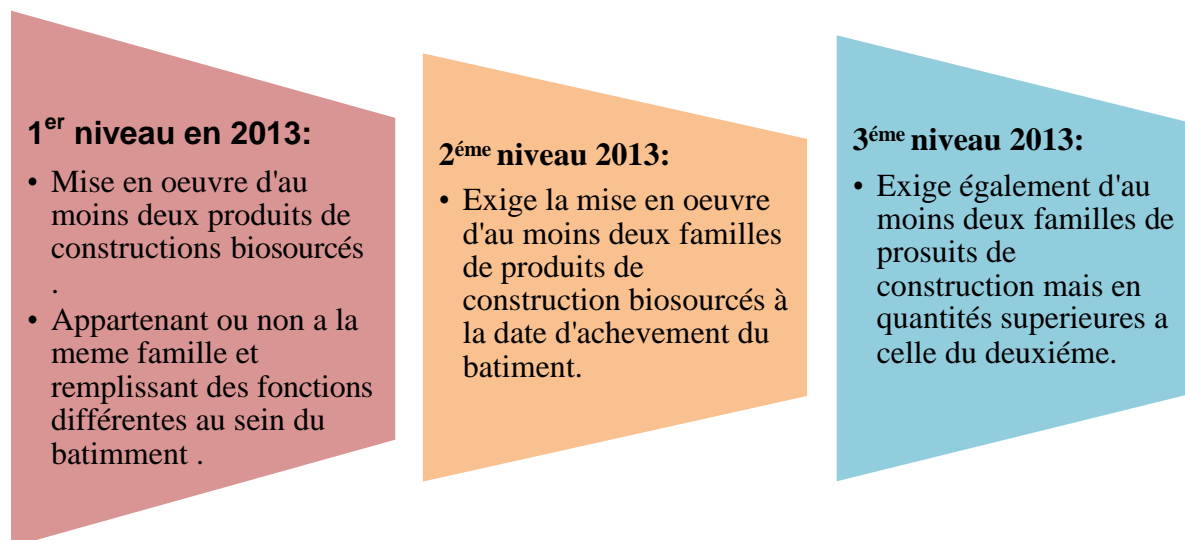 1er niveau en 2013:
• Mise en oeuvre d'au
moins deux produits de
constructions biosourcés
.
• Appartenant ou non a la
meme famille et
remplissant des fonctions
différentes au sein du
batimment .
2éme niveau 2013:
• Exige la mise en oeuvre
d'au moins deux familles
de produits de
construction biosourcés à
la date d'achevement du
batiment.
3éme niveau 2013:
• Exige également d'au
moins deux familles de
prosuits de
construction mais en
quantités superieures a
celle du deuxiéme.